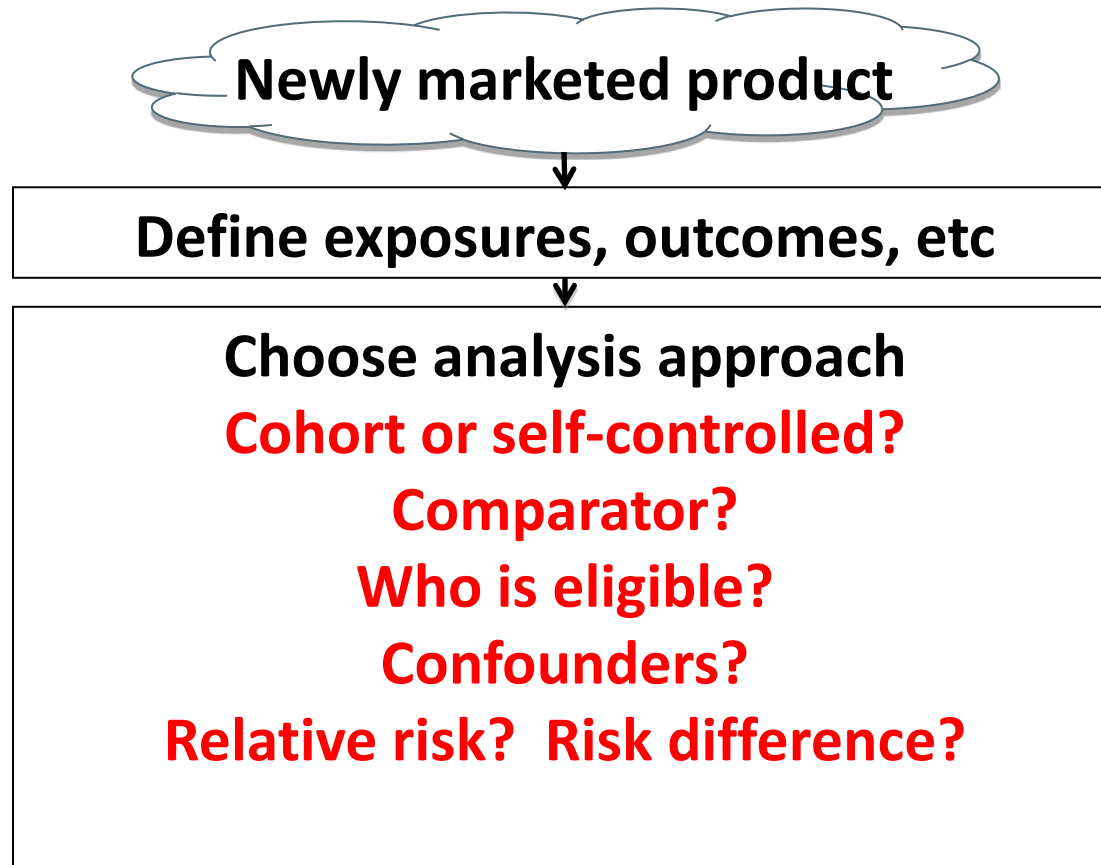 Newly marketed product
Define exposures, outcomes, etc
Choose analysis approach
Cohort or self-controlled?
Comparator?
Who is eligible?
Confounders?
Relative risk?  Risk difference?